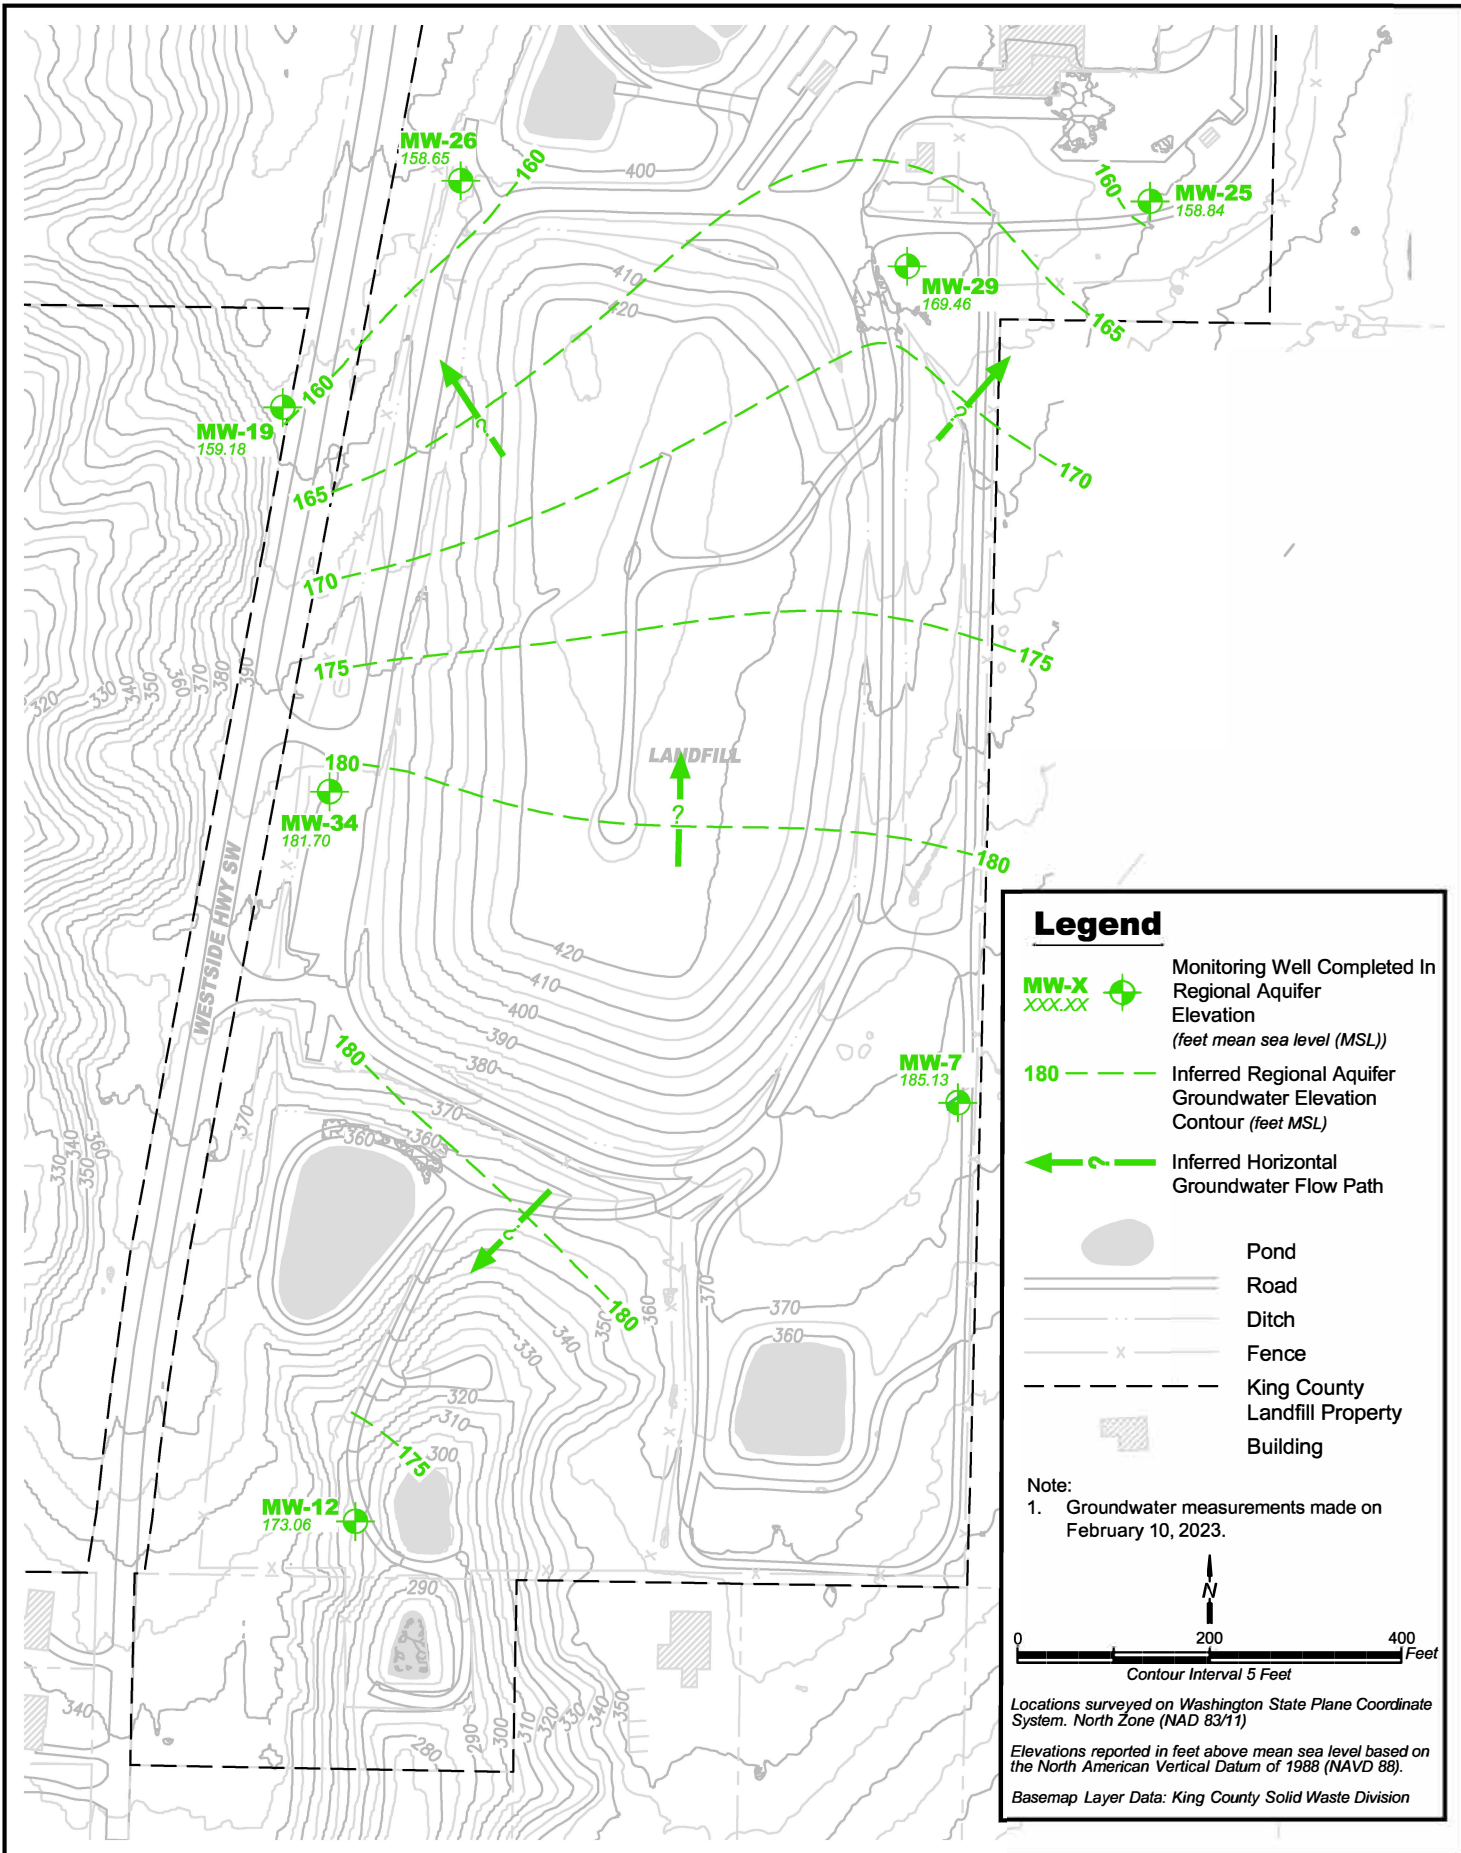 MW-26
158.65
160
400
160
MW-25
158.84
410
420
MW-29
169.46
165
160
MW-19
159.18
165
170
170
175
175
320
330
340
350
360
370
380
390
LANDFILL
180
?
MW-34
181.70
180
WESTSIDE HWY SW
420
410
400
390
380
370
360
360
180
MW-7
185.13
370
330
340
350
360
?
180
350
360
340
330
370
370
360
320
310
300
175
MW-12
173.06
290
340
280
290
300
310
320
330
340
350
Legend
MW-X
XXX.XX
Monitoring Well Completed In
Regional Aquifer
Elevation
(feet mean sea level (MSL))
180
Inferred Regional Aquifer
Groundwater Elevation
Contour (feet MSL)
?
Inferred Horizontal
Groundwater Flow Path
Pond
Road
Ditch
X
Fence
King County
Landfill Property
Building
Note:
1. Groundwater measurements made on
February 10, 2023.
N
0 200 400
Feet
Contour Interval 5 Feet
Locations surveyed on Washington State Plane Coordinate
System. North Zone (NAD 83/11)
Elevations reported in feet above mean sea level based on
the North American Vertical Datum of 1988 (NAVD 88).
Basemap Layer Data: King County Solid Waste Division